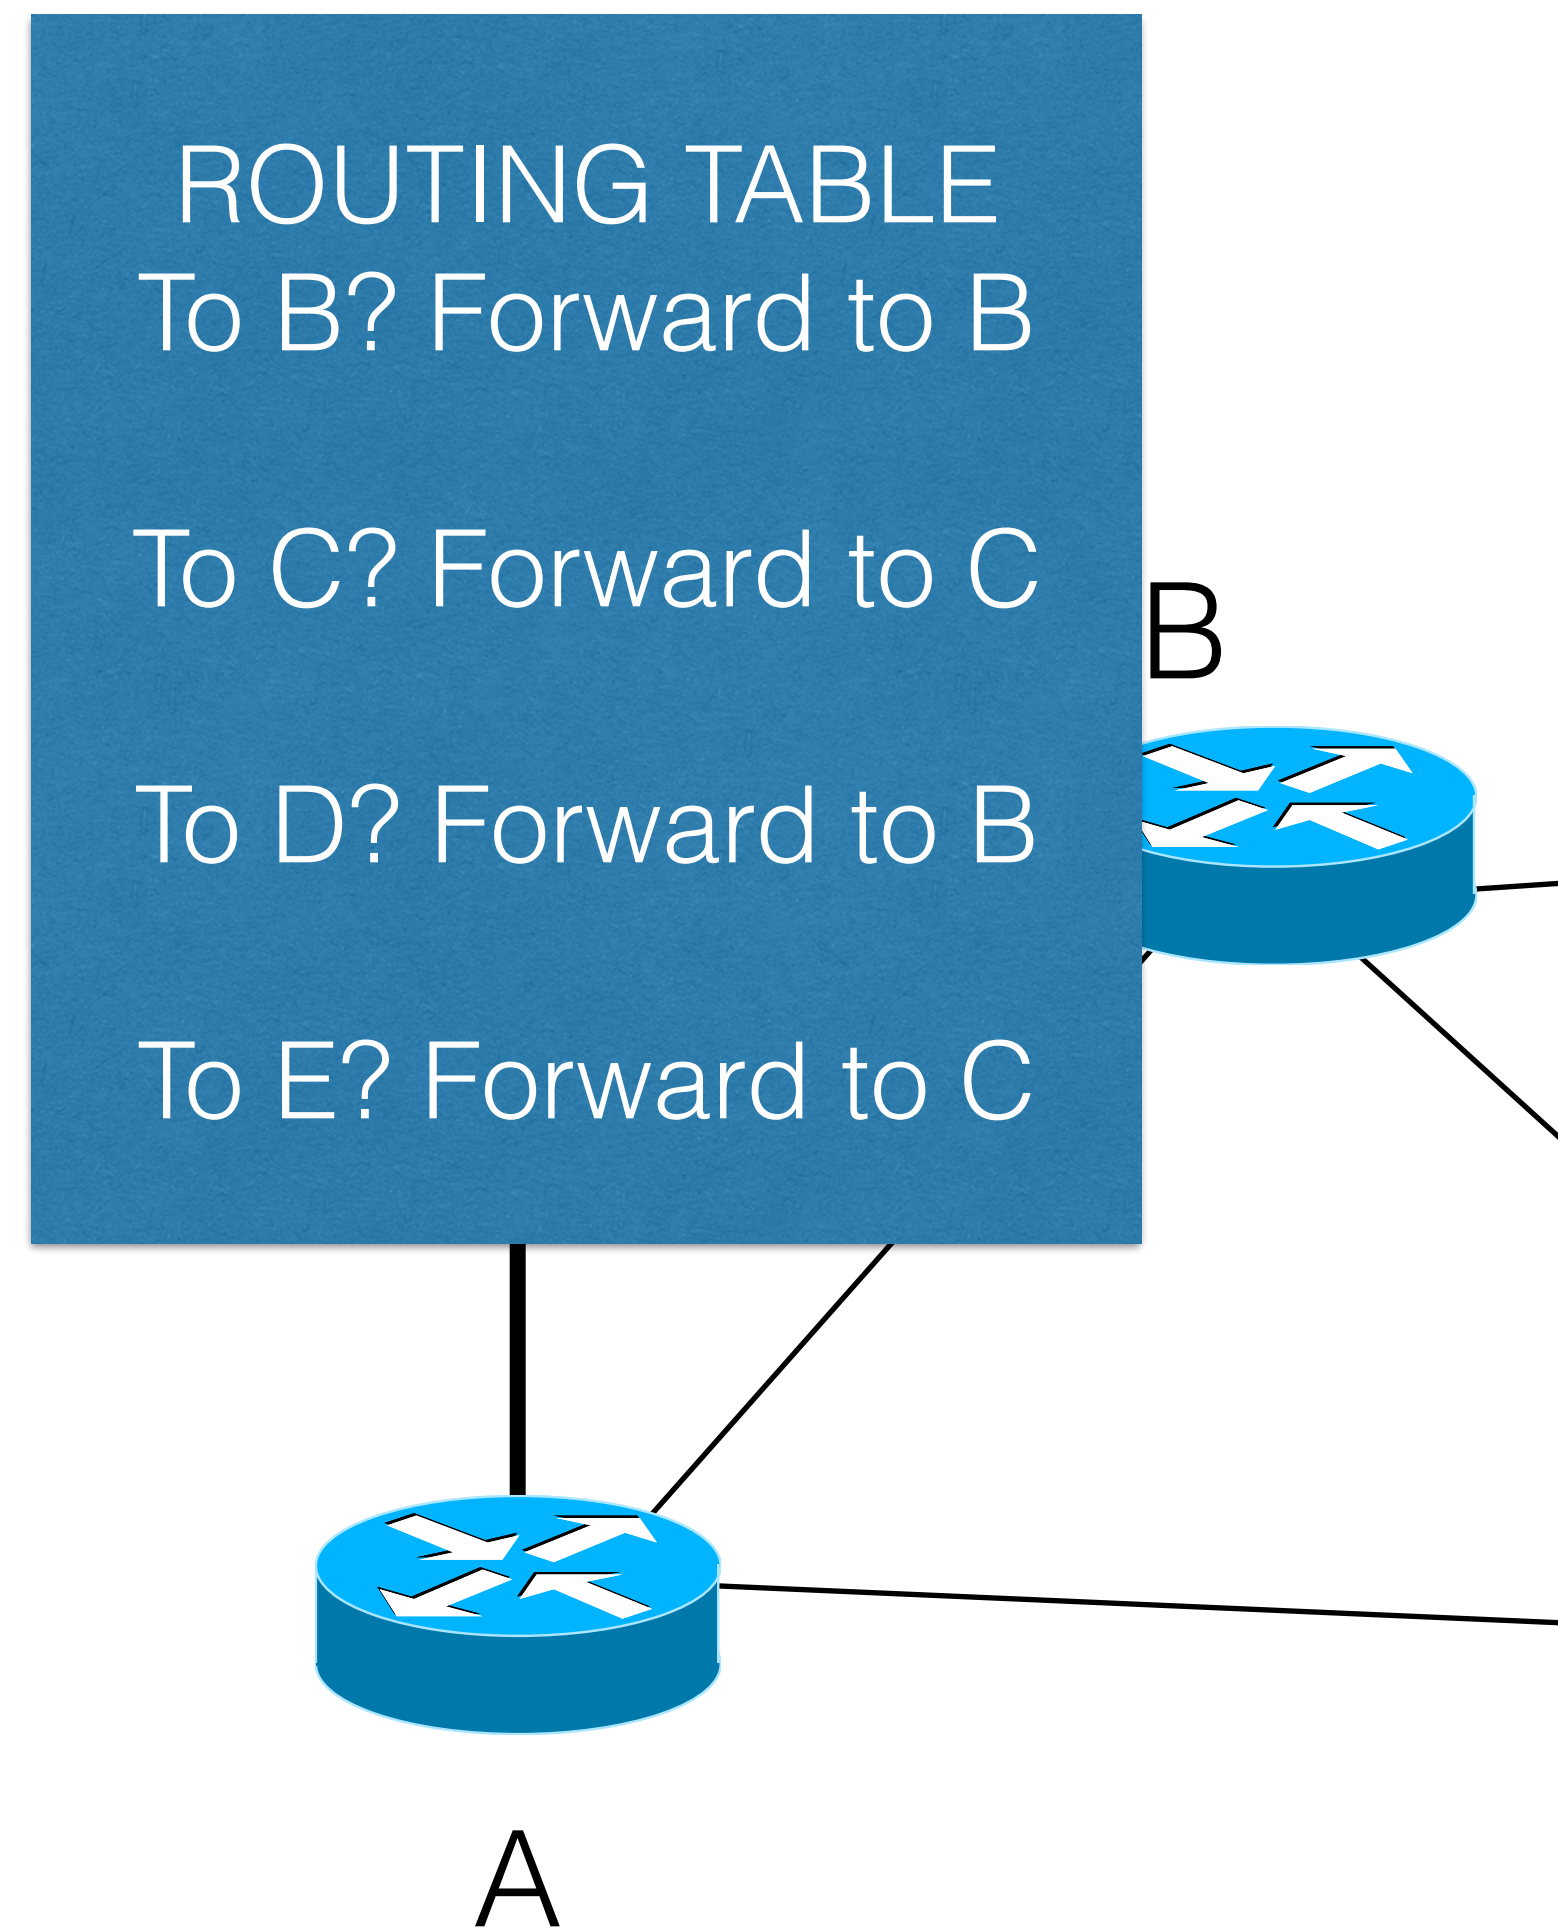 ROUTING TABLE
To B? Forward to B
To C? Forward to C
To D? Forward to B
To E? Forward to C
B
A